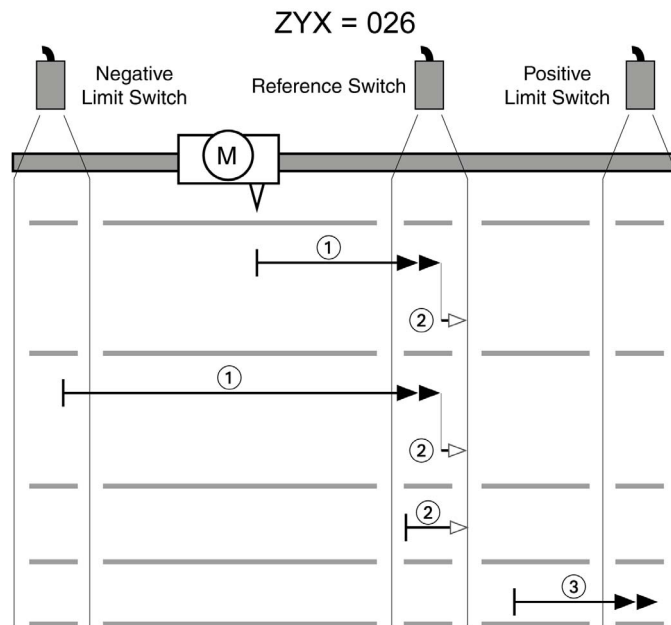 ZYX = 026
Negative
Limit Switch
Reference Switch
Positive
Limit Switch
M
1
2
1
2
2
3